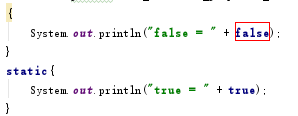 {
System.out.println("false = " + false);
}
static{
System.out.println("true = " + true);
}